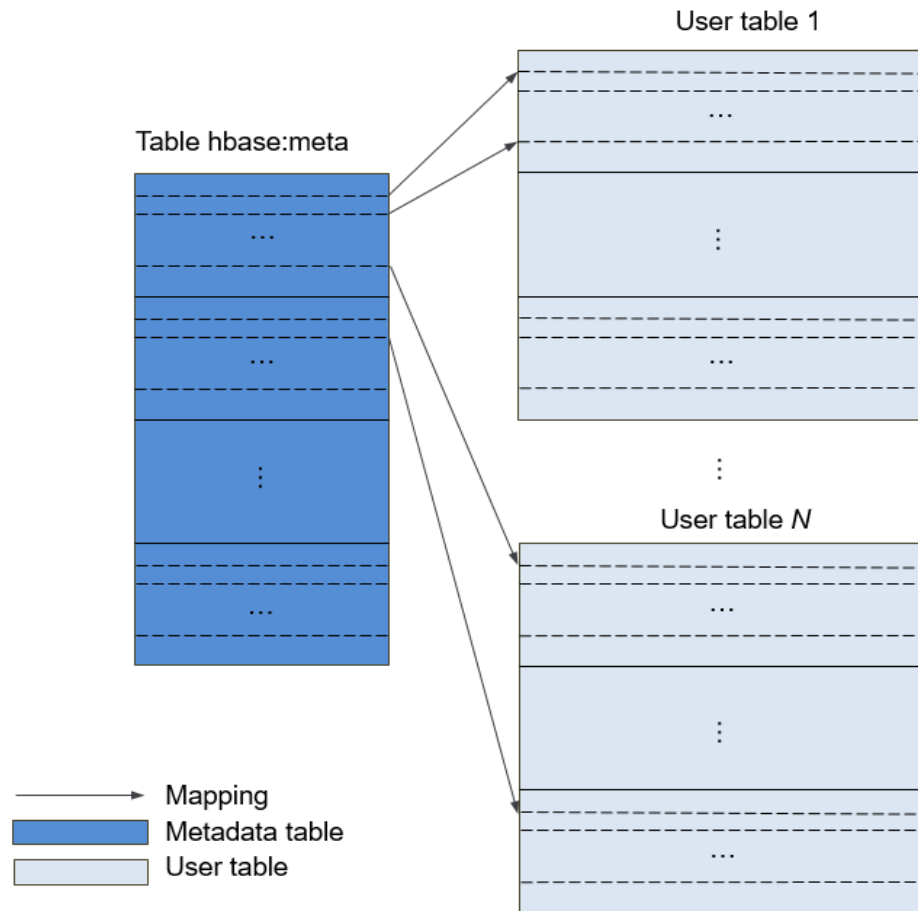 User table 1
Table hbase:meta
...
...
...
⋮
...
⋮
...
⋮
User table N
...
...
⋮
...
Mapping
Metadata table
User table